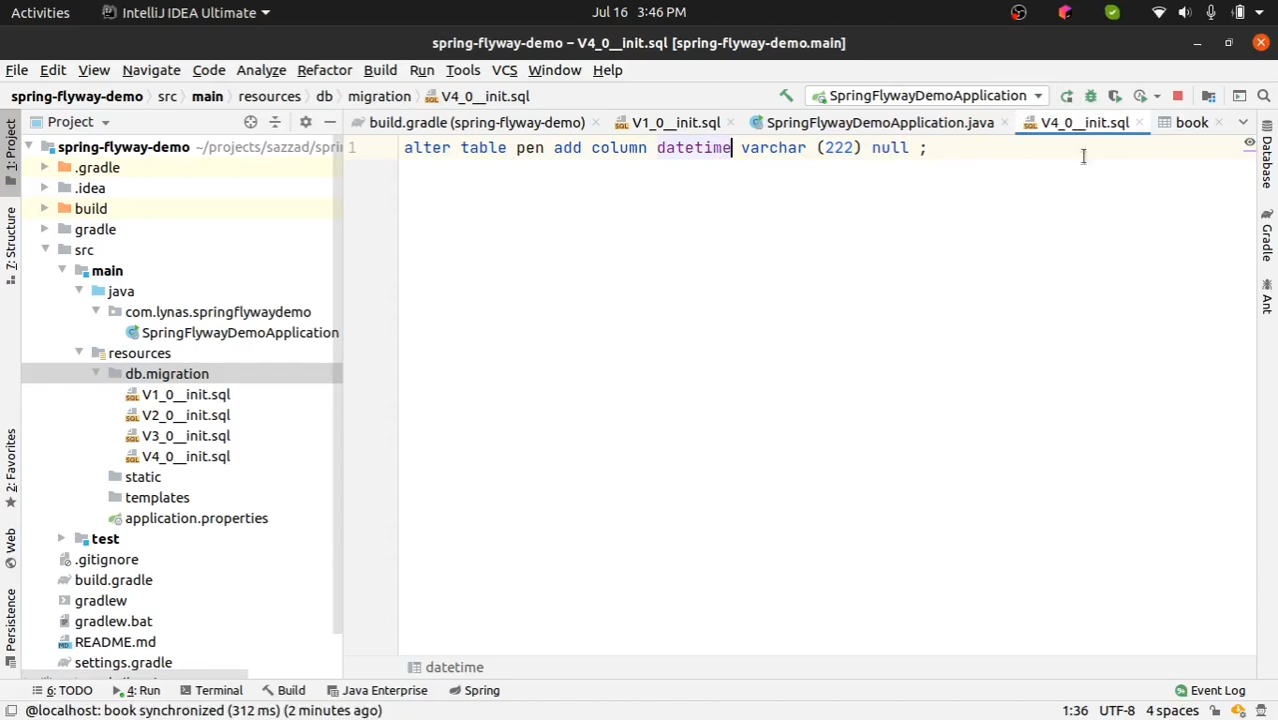 Activities IntelliJ IDEA Ultimate Jul 16 3:46 PM
spring-flyway-demo – V4_0__init.sql [spring-flyway-demo.main]
File Edit View Navigate Code Analyze Refactor Build Run Tools VCS Window Help
spring-flyway-demo src main resources db migration V4_0__init.sql SpringFlywayDemoApplication
Project build.gradle (spring-flyway-demo) V1_0__init.sql SpringFlywayDemoApplication.java V4_0__init.sql book
1 alter table pen add column datetime varchar (222) null ;
spring-flyway-demo ~/projects/sazzad/spri
.gradle
.idea
build
gradle
src
main
java
com.lynas.springflywaydemo
SpringFlywayDemoApplication
resources
db.migration
V1_0__init.sql
V2_0__init.sql
V3_0__init.sql
V4_0__init.sql
static
templates
application.properties
test
.gitignore
build.gradle
gradlew
gradlew.bat
README.md
settings.gradle
1: Project
7: Structure
2: Favorites
Web
Persistence
Database
Gradle
Ant
datetime
6: TODO 4: Run Terminal Build Java Enterprise Spring Event Log
@localhost: book synchronized (312 ms) (2 minutes ago) 1:36 UTF-8 4 spaces